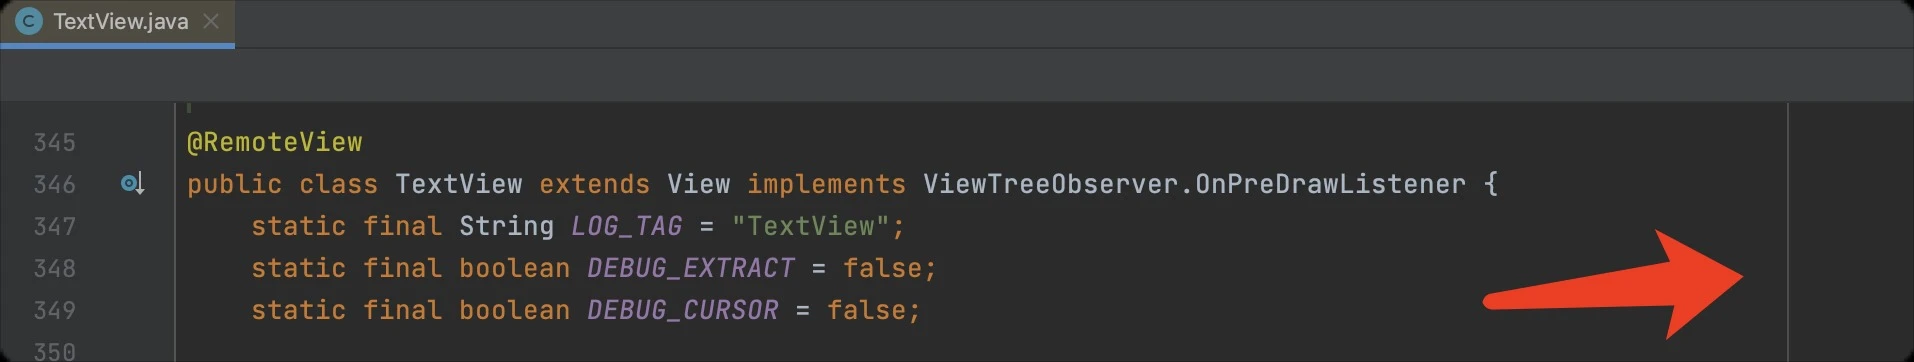 C TextView.java
345 @RemoteView
346 public class TextView extends View implements ViewTreeObserver.OnPreDrawListener {
347 static final String LOG_TAG = "TextView";
348 static final boolean DEBUG_EXTRACT = false;
349 static final boolean DEBUG_CURSOR = false;
350